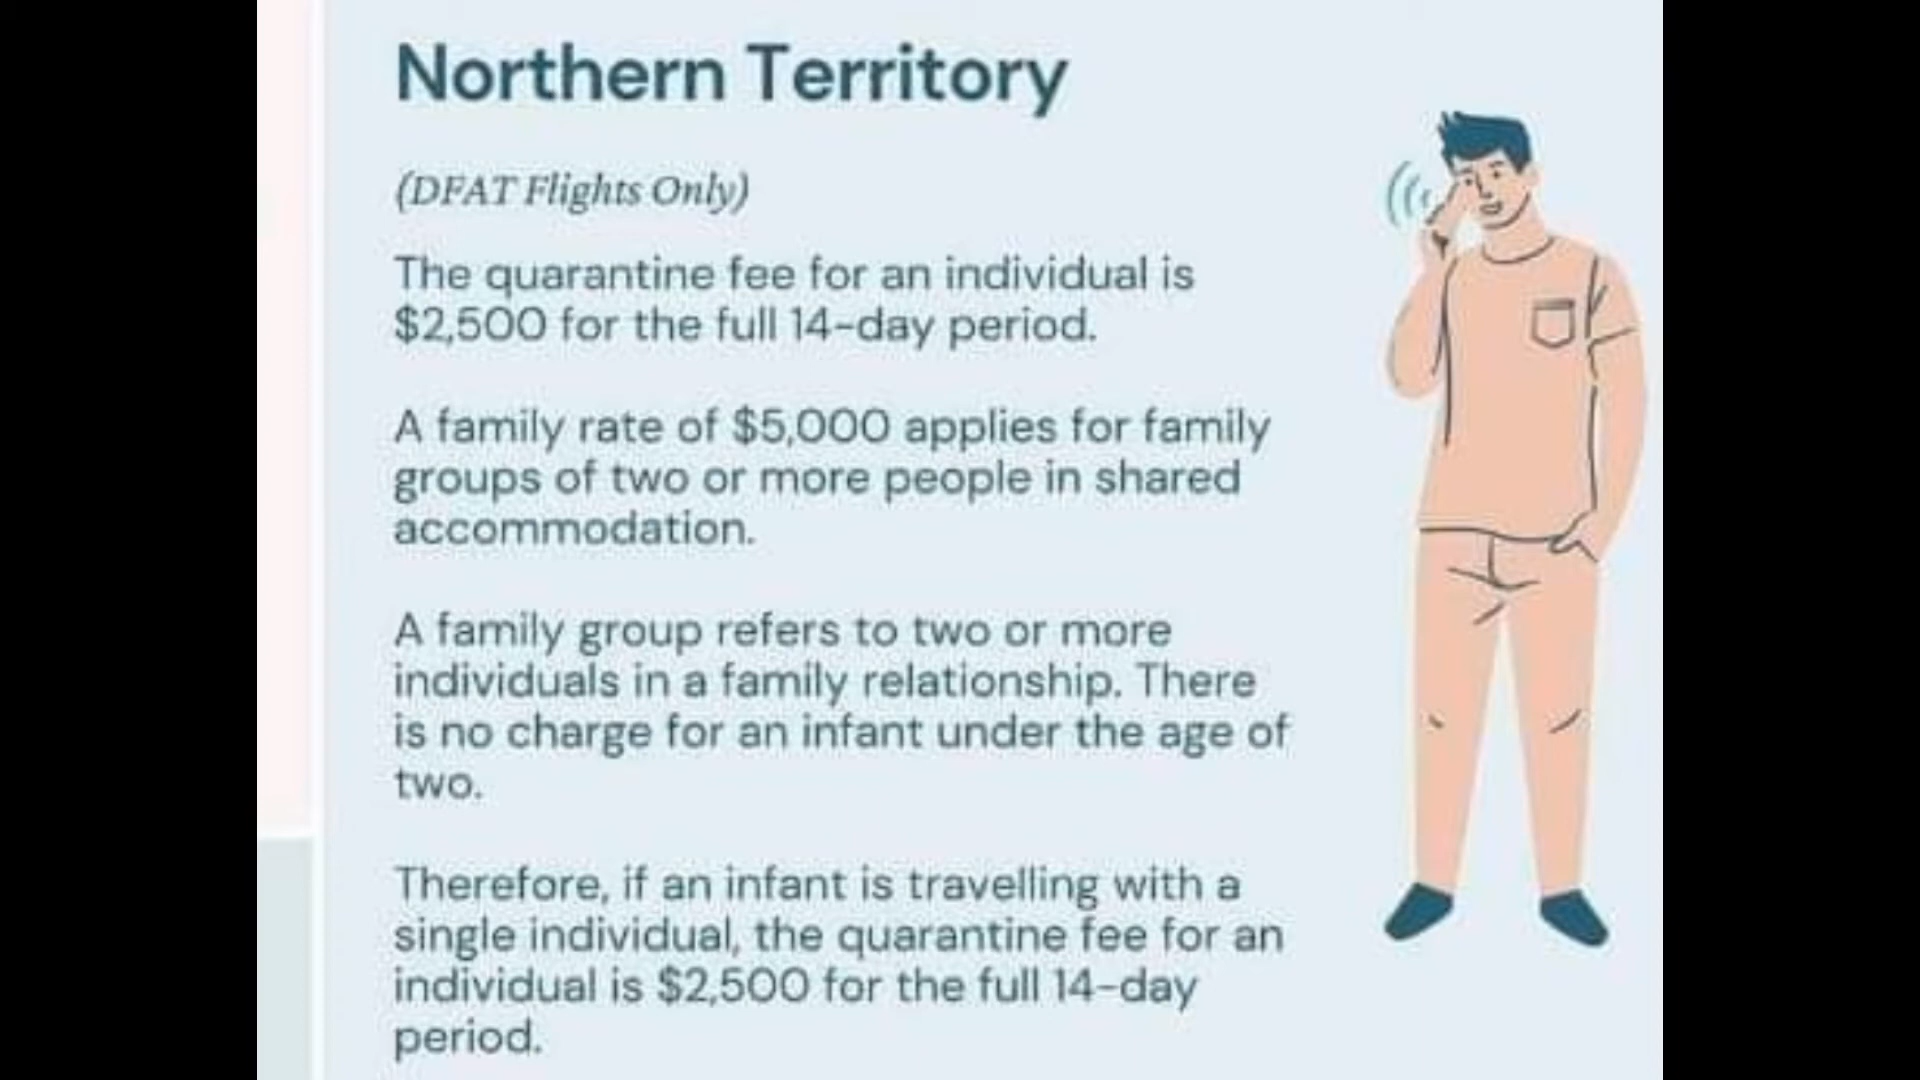 Northern Territory
(DFAT Flights Only)
The quarantine fee for an individual is
$2,500 for the full 14-day period.
A family rate of $5,000 applies for family
groups of two or more people in shared
accommodation.
A family group refers to two or more
individuals in a family relationship. There
is no charge for an infant under the age of
two.
Therefore, if an infant is travelling with a
single individual, the quarantine fee for an
individual is $2,500 for the full 14-day
period.